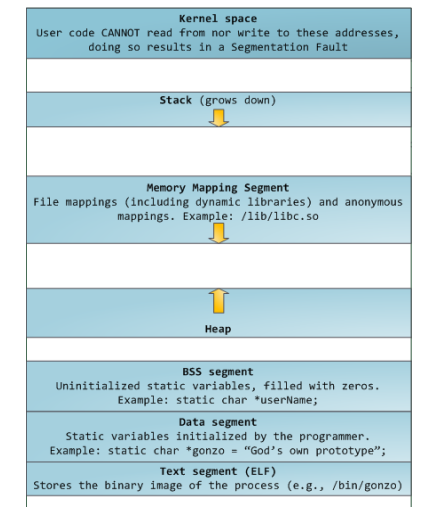 Kernel space
User code CANNOT read from nor write to these addresses,
doing so results in a Segmentation Fault
Stack (grows down)
Memory Mapping Segment
File mappings (including dynamic libraries) and anonymous
mappings. Example: /lib/libc.so
Heap
BSS segment
Uninitialized static variables, filled with zeros.
Example: static char *userName;
Data segment
Static variables initialized by the programmer.
Example: static char *gonzo = “God’s own prototype”;
Text segment (ELF)
Stores the binary image of the process (e.g., /bin/gonzo)